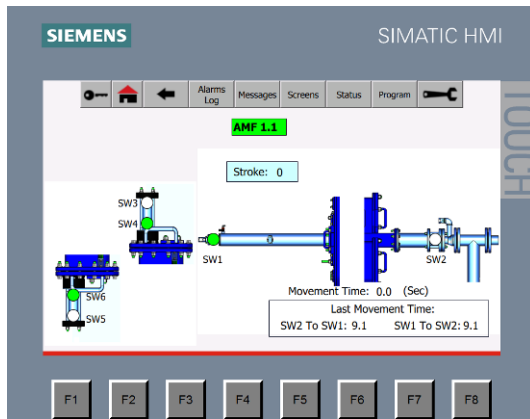 SIEMENS
SIMATIC HMI
TOUCH
Alarms
Log
Messages
Screens
Status
Program
AMF 1.1
Stroke: 0
SW3
SW4
SW1
SW2
SW6
SW5
Movement Time: 0.0 (Sec)
Last Movement Time:
SW2 To SW1: 9.1 SW1 To SW2: 9.1
F1 F2 F3 F4 F5 F6 F7 F8